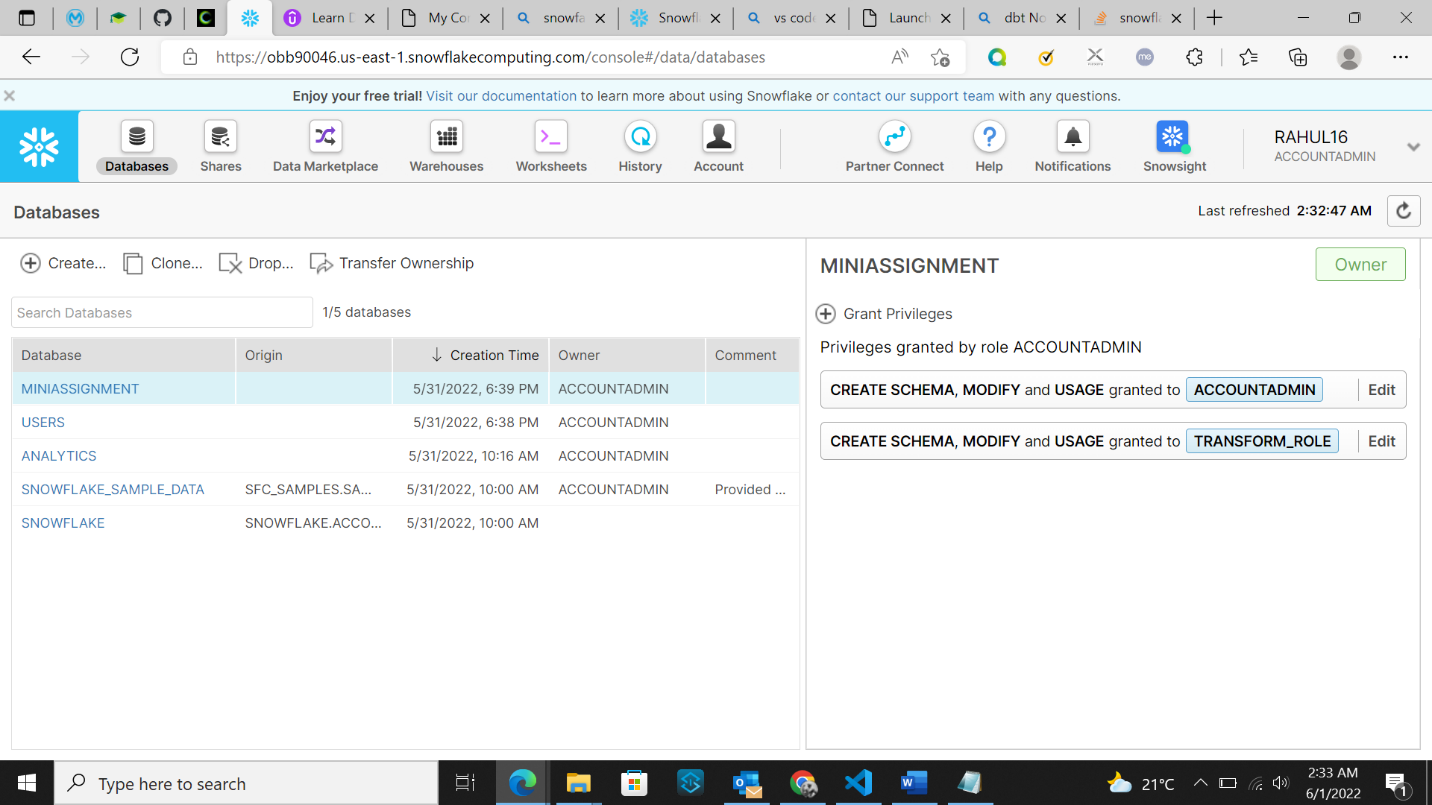 Learn D
My Cor
snowfa
Snowfl
vs code
Launch
dbt No
snowfl
https://obb90046.us-east-1.snowflakecomputing.com/console#/data/databases
Enjoy your free trial! Visit our documentation to learn more about using Snowflake or contact our support team with any questions.
Databases
Shares
Data Marketplace
Warehouses
Worksheets
History
Account
Partner Connect
Help
Notifications
Snowsight
RAHUL16
ACCOUNTADMIN
Databases
Last refreshed 2:32:47 AM
Create... Clone... Drop... Transfer Ownership
Search Databases 1/5 databases
Database Origin Creation Time Owner Comment
MINIASSIGNMENT 5/31/2022, 6:39 PM ACCOUNTADMIN
USERS 5/31/2022, 6:38 PM ACCOUNTADMIN
ANALYTICS 5/31/2022, 10:16 AM ACCOUNTADMIN
SNOWFLAKE_SAMPLE_DATA SFC_SAMPLES.SA... 5/31/2022, 10:00 AM ACCOUNTADMIN Provided ...
SNOWFLAKE SNOWFLAKE.ACCO... 5/31/2022, 10:00 AM
MINIASSIGNMENT
Owner
Grant Privileges
Privileges granted by role ACCOUNTADMIN
CREATE SCHEMA, MODIFY and USAGE granted to ACCOUNTADMIN Edit
CREATE SCHEMA, MODIFY and USAGE granted to TRANSFORM_ROLE Edit
Type here to search
21°C
2:33 AM
6/1/2022
1